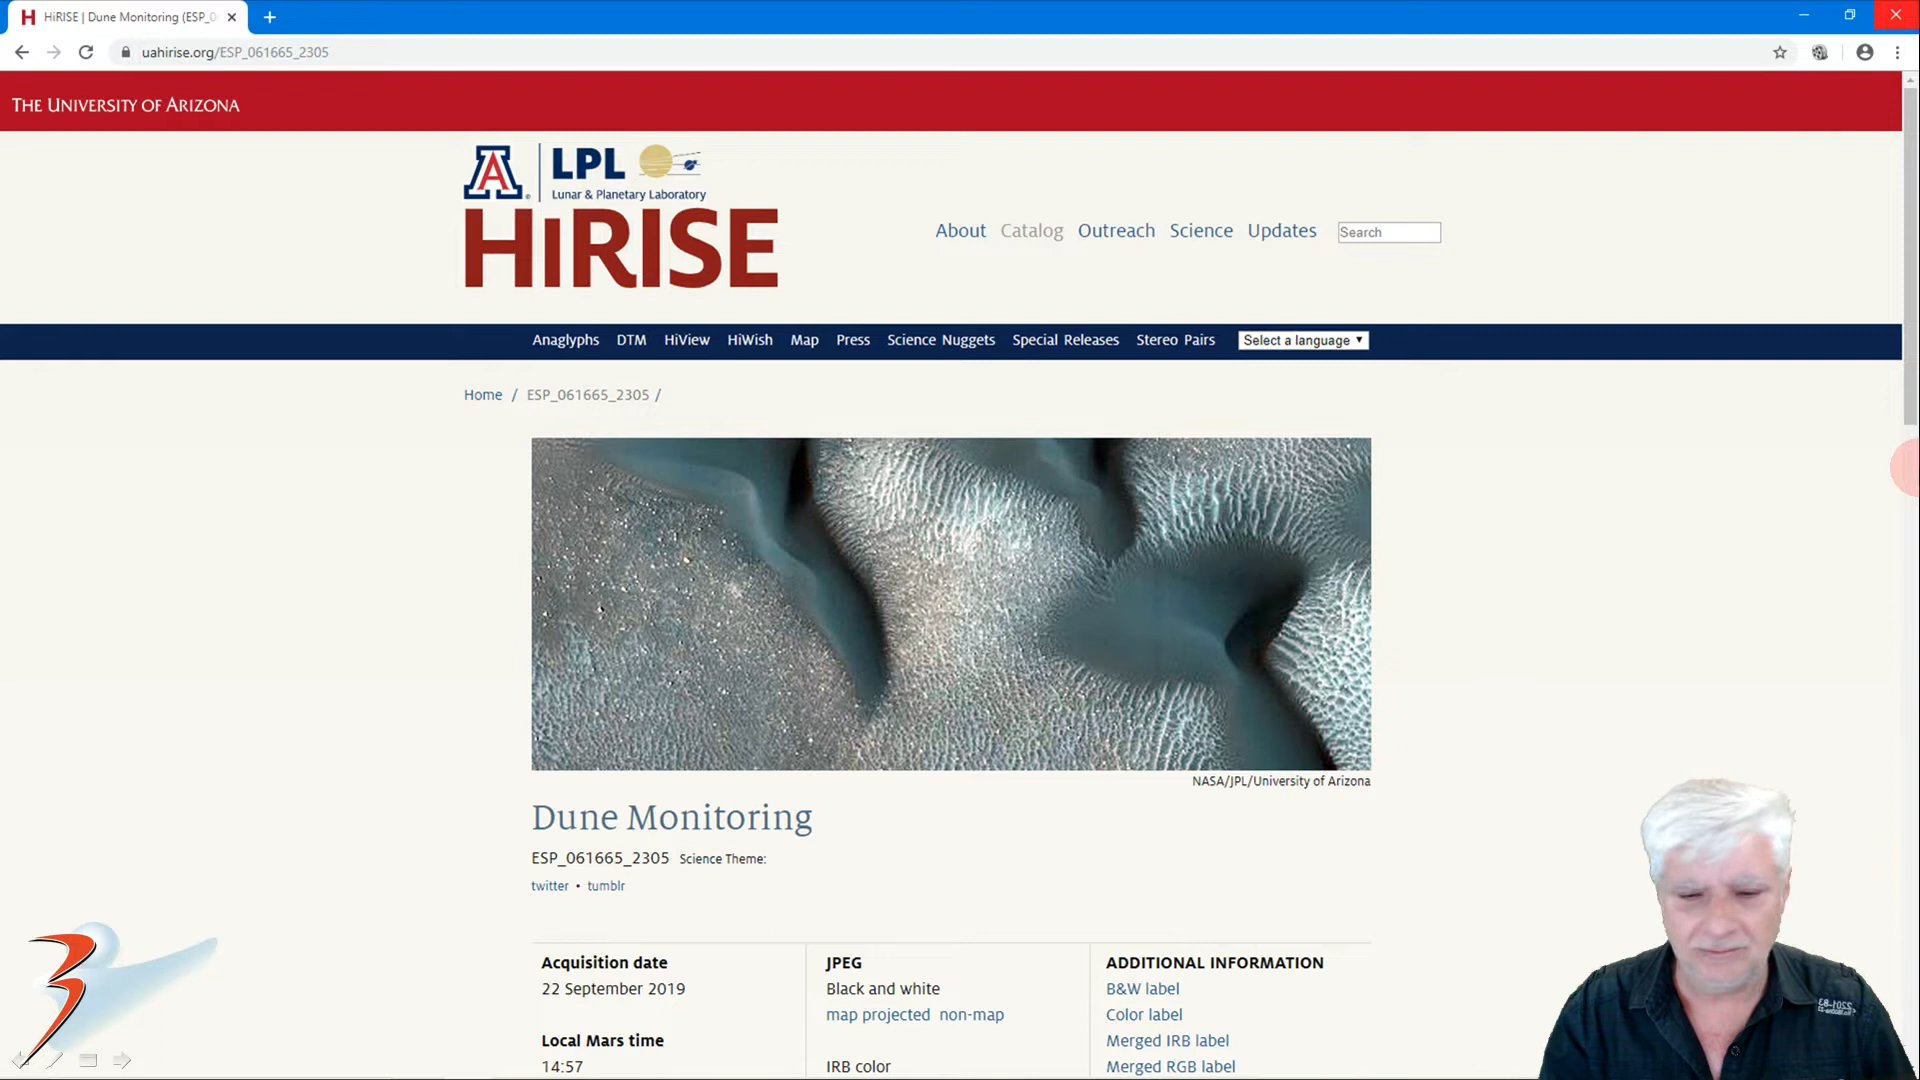 HiRISE | Dune Monitoring (ESP_0
uahirise.org/ESP_061665_2305
THE UNIVERSITY OF ARIZONA
A LPL
Lunar & Planetary Laboratory
HiRISE
About Catalog Outreach Science Updates Search
Anaglyphs DTM HiView HiWish Map Press Science Nuggets Special Releases Stereo Pairs Select a language
Home / ESP_061665_2305 /
NASA/JPL/University of Arizona
Dune Monitoring
ESP_061665_2305 Science Theme:
twitter • tumblr
Acquisition date
22 September 2019
Local Mars time
14:57
JPEG
Black and white
map projected non-map
IRB color
ADDITIONAL INFORMATION
B&W label
Color label
Merged IRB label
Merged RGB label